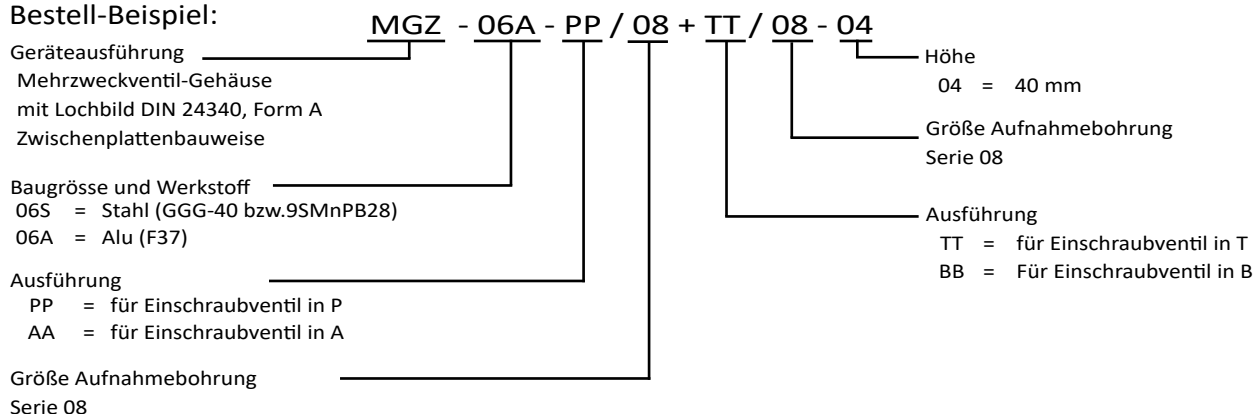 Bestell-Beispiel:
MGZ - 06A - PP / 08 + TT / 08 - 04
Geräteausführung
Mehrzweckventil-Gehäuse
mit Lochbild DIN 24340, Form A
Zwischenplattenbauweise
Baugrösse und Werkstoff
06S = Stahl (GGG-40 bzw.9SMnPB28)
06A = Alu (F37)
Ausführung
PP = für Einschraubventil in P
AA = für Einschraubventil in A
Größe Aufnahmebohrung
Serie 08
Höhe
04 = 40 mm
Größe Aufnahmebohrung
Serie 08
Ausführung
TT = für Einschraubventil in T
BB = Für Einschraubventil in B